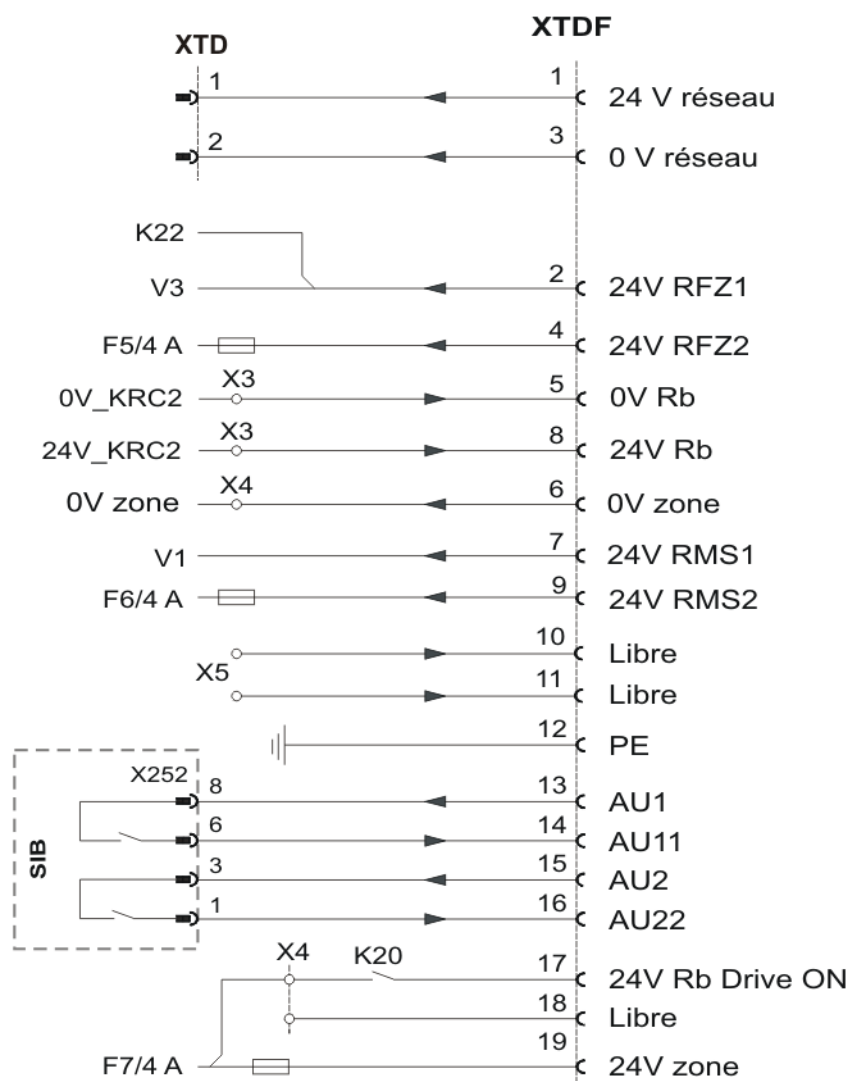 XTD XTDF
1 1 24 V réseau
2 3 0 V réseau
K22
V3 2 24V RFZ1
F5/4 A 4 24V RFZ2
0V_KRC2 X3 5 0V Rb
24V_KRC2 X3 8 24V Rb
0V zone X4 6 0V zone
V1 7 24V RMS1
F6/4 A 9 24V RMS2
10 Libre
X5
11 Libre
12 PE
X252 8 13 AU1
6 14 AU11
SIB
3 15 AU2
1 16 AU22
X4 K20 17 24V Rb Drive ON
18 Libre
F7/4 A 19 24V zone